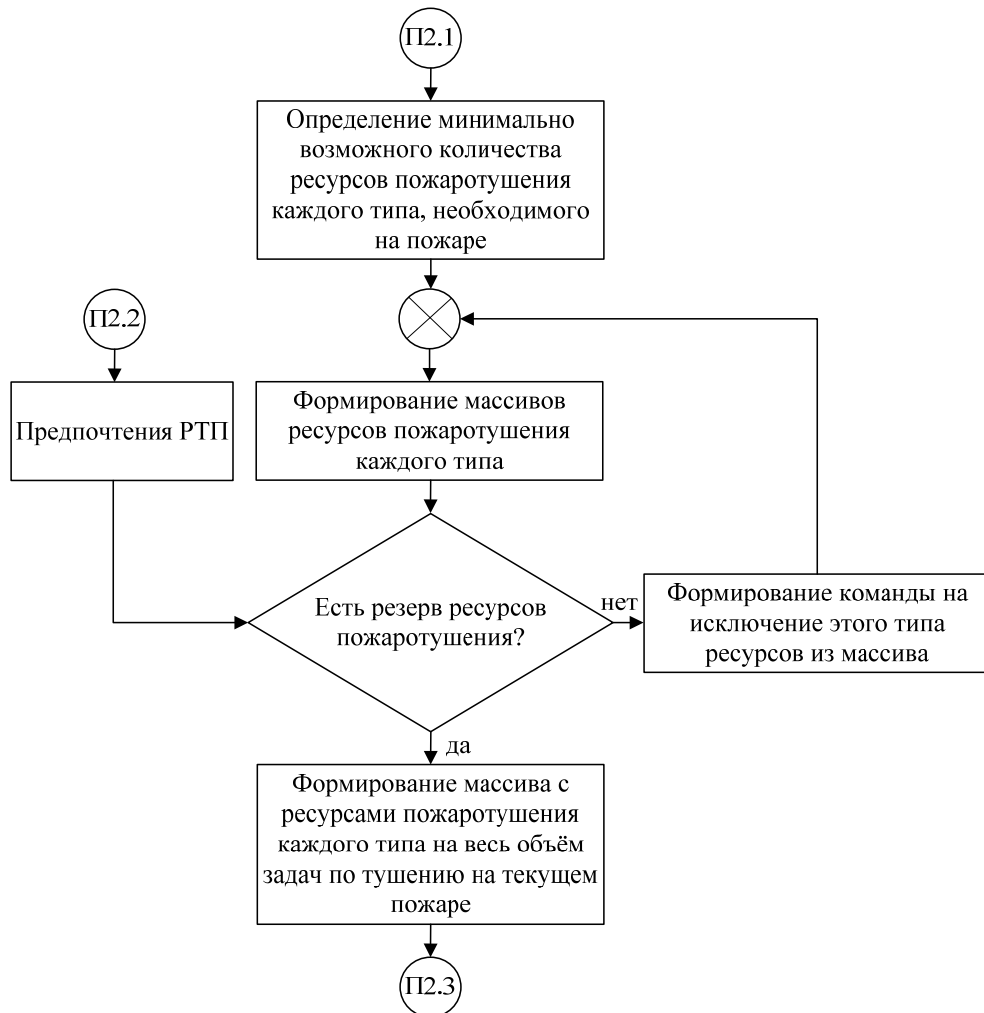 П2.1
Определение минимально
возможного количества
ресурсов пожаротушения
каждого типа, необходимого
на пожаре
П2.2
Предпочтения РТП
Формирование массивов
ресурсов пожаротушения
каждого типа
Есть резерв ресурсов
пожаротушения?
нет
Формирование команды на
исключение этого типа
ресурсов из массива
да
Формирование массива с
ресурсами пожаротушения
каждого типа на весь объём
задач по тушению на текущем
пожаре
П2.3